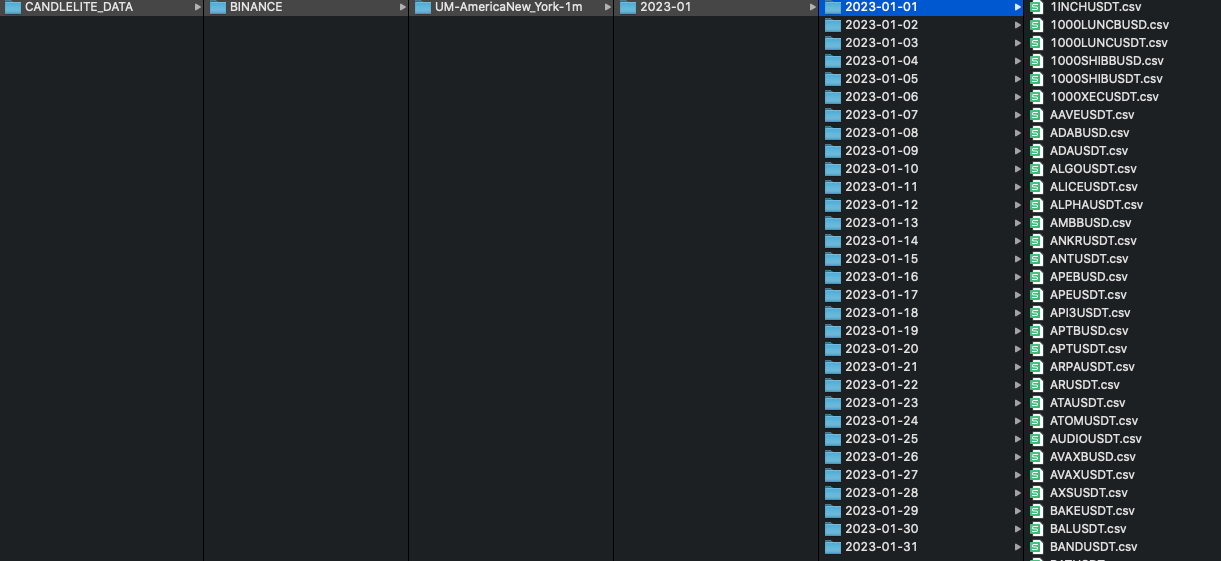 CANDLELITE_DATA
BINANCE
UM-AmericaNew_York-1m
2023-01
2023-01-01
2023-01-02
2023-01-03
2023-01-04
2023-01-05
2023-01-06
2023-01-07
2023-01-08
2023-01-09
2023-01-10
2023-01-11
2023-01-12
2023-01-13
2023-01-14
2023-01-15
2023-01-16
2023-01-17
2023-01-18
2023-01-19
2023-01-20
2023-01-21
2023-01-22
2023-01-23
2023-01-24
2023-01-25
2023-01-26
2023-01-27
2023-01-28
2023-01-29
2023-01-30
2023-01-31
1INCHUSDT.csv
1000LUNCBUSD.csv
1000LUNCUSDT.csv
1000SHIBBUSD.csv
1000SHIBUSDT.csv
1000XECUSDT.csv
AAVEUSDT.csv
ADABUSD.csv
ADAUSDT.csv
ALGOUSDT.csv
ALICEUSDT.csv
ALPHAUSDT.csv
AMBBUSD.csv
ANKRUSDT.csv
ANTUSDT.csv
APEBUSD.csv
APEUSDT.csv
API3USDT.csv
APTBUSD.csv
APTUSDT.csv
ARPAUSDT.csv
ARUSDT.csv
ATAUSDT.csv
ATOMUSDT.csv
AUDIOUSDT.csv
AVAXBUSD.csv
AVAXUSDT.csv
AXSUSDT.csv
BAKEUSDT.csv
BALUSDT.csv
BANDUSDT.csv